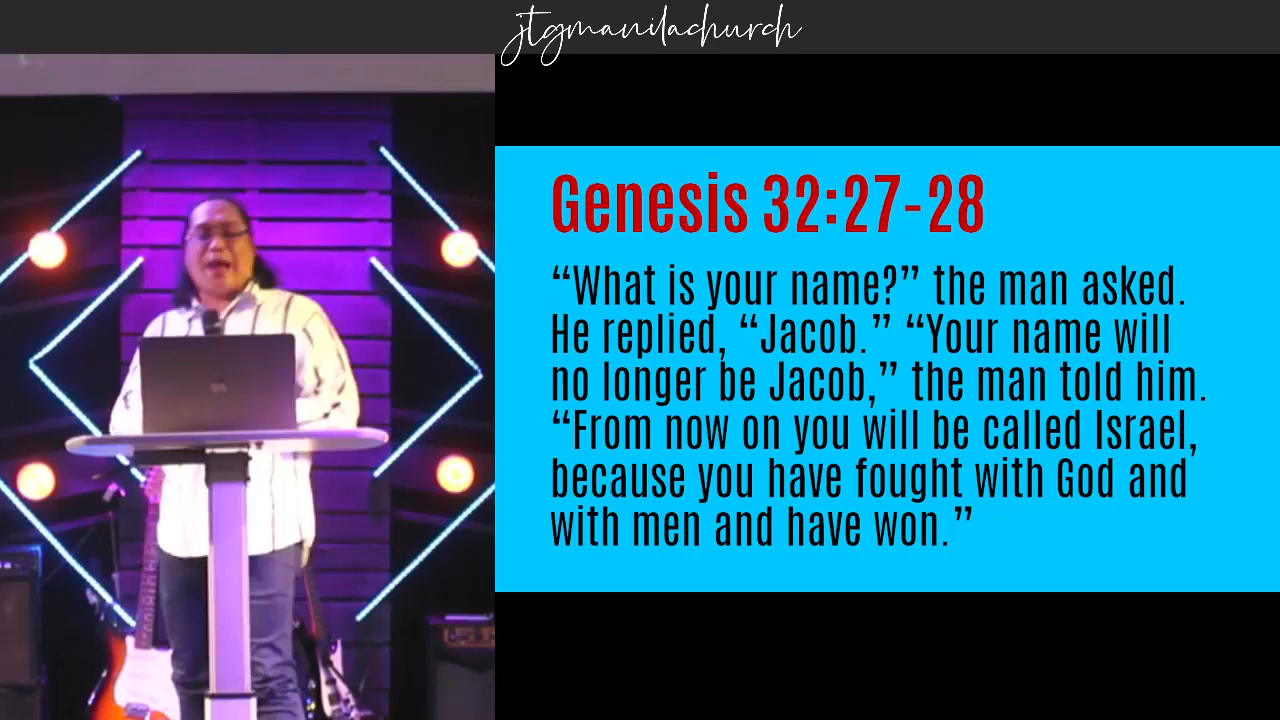 jtgmanilachurch
Genesis 32:27-28
“What is your name?” the man asked.
He replied, “Jacob.” “Your name will
no longer be Jacob,” the man told him.
“From now on you will be called Israel,
because you have fought with God and
with men and have won.”